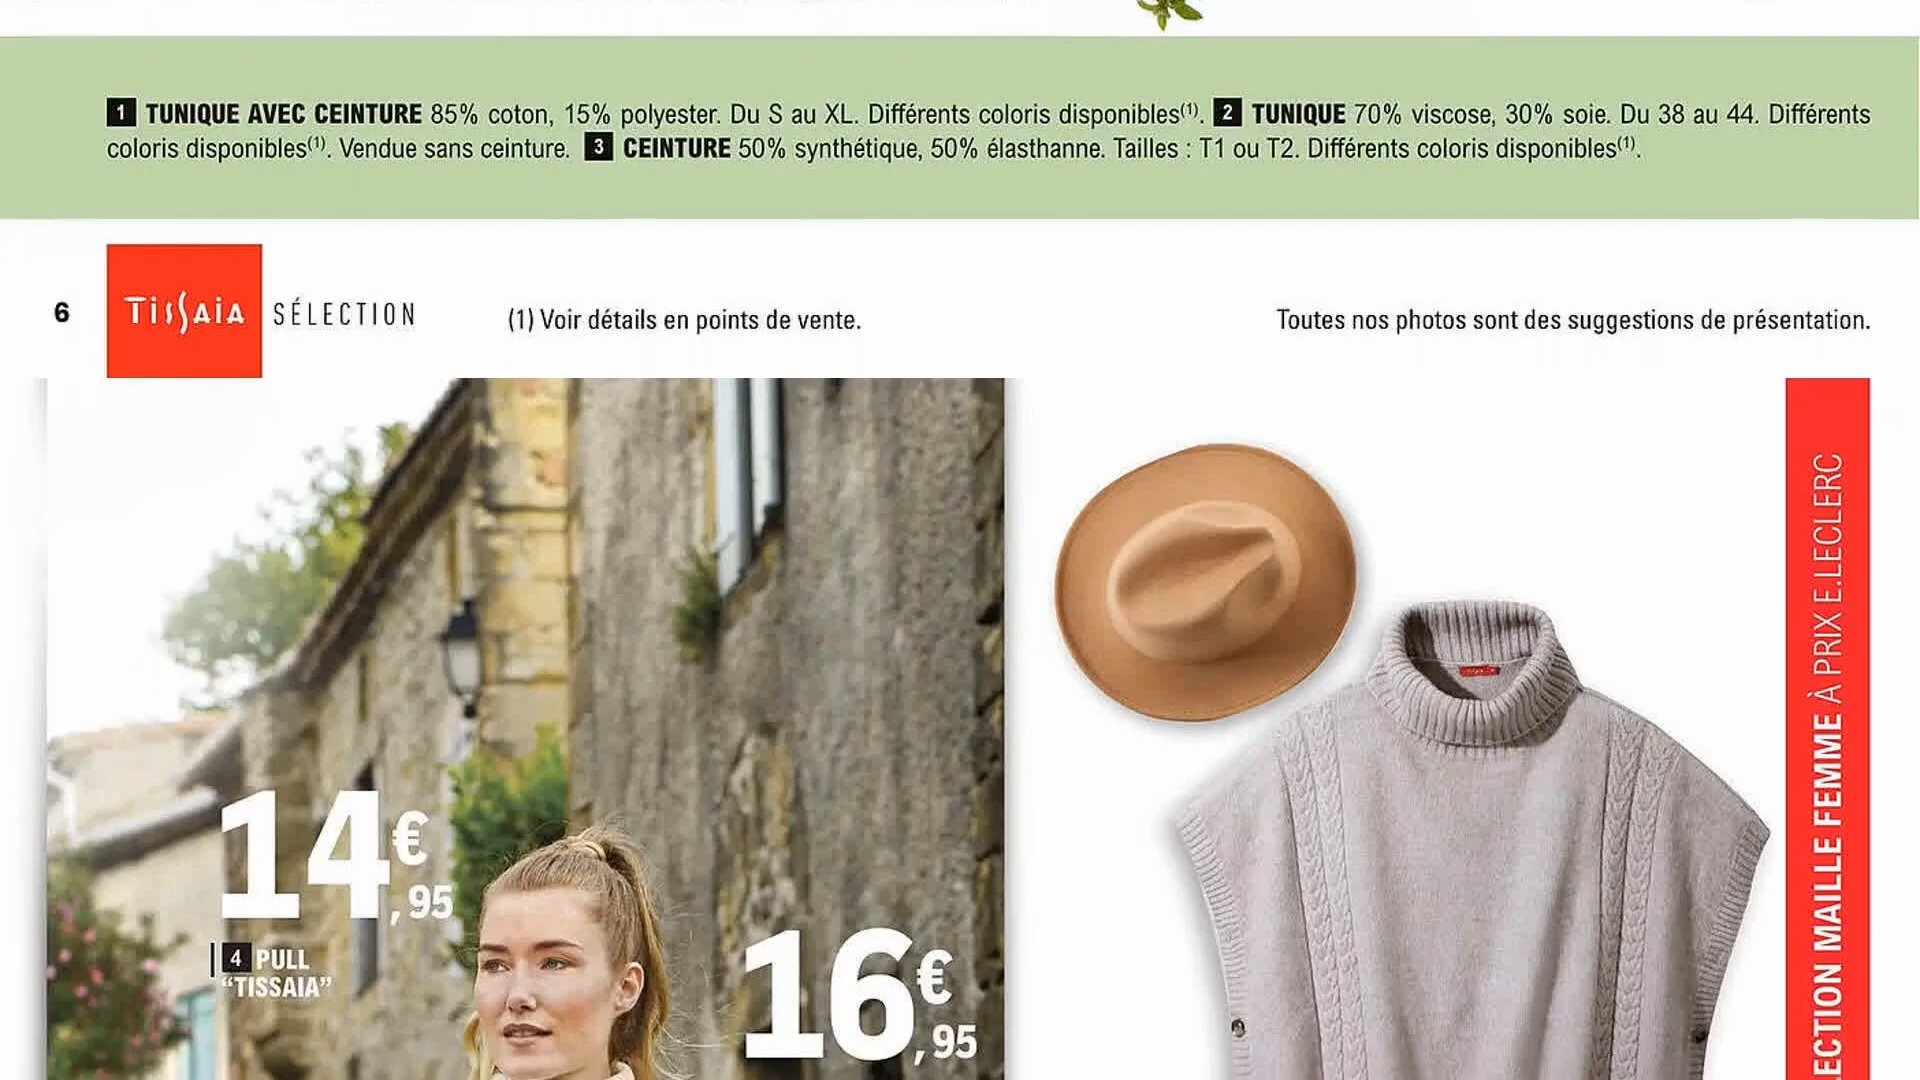 1 TUNIQUE AVEC CEINTURE 85% coton, 15% polyester. Du S au XL. Différents coloris disponibles(1). 2 TUNIQUE 70% viscose, 30% soie. Du 38 au 44. Différents
coloris disponibles(1). Vendue sans ceinture. 3 CEINTURE 50% synthétique, 50% élasthanne. Tailles : T1 ou T2. Différents coloris disponibles(1).
6
TISSAIA SÉLECTION
(1) Voir détails en points de vente.
Toutes nos photos sont des suggestions de présentation.
14€,95
4 PULL
“TISSAIA”
16€,95
ECTION MAILLE FEMME À PRIX E.LECLERC